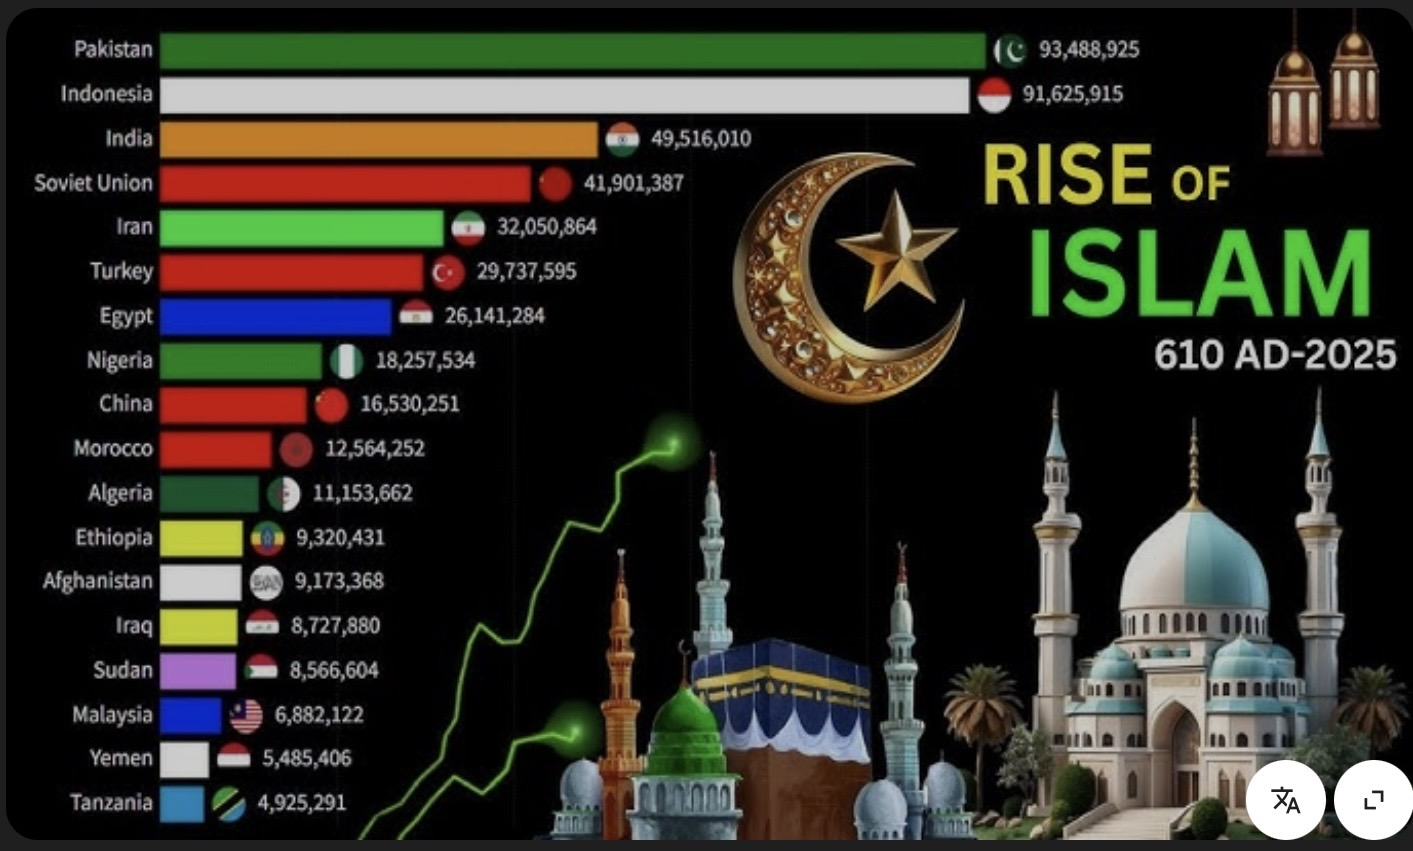 Pakistan 93,488,925
Indonesia 91,625,915
India 49,516,010
Soviet Union 41,901,387
Iran 32,050,864
Turkey 29,737,595
Egypt 26,141,284
Nigeria 18,257,534
China 16,530,251
Morocco 12,564,252
Algeria 11,153,662
Ethiopia 9,320,431
Afghanistan 9,173,368
Iraq 8,727,880
Sudan 8,566,604
Malaysia 6,882,122
Yemen 5,485,406
Tanzania 4,925,291
RISE OF
ISLAM
610 AD-2025